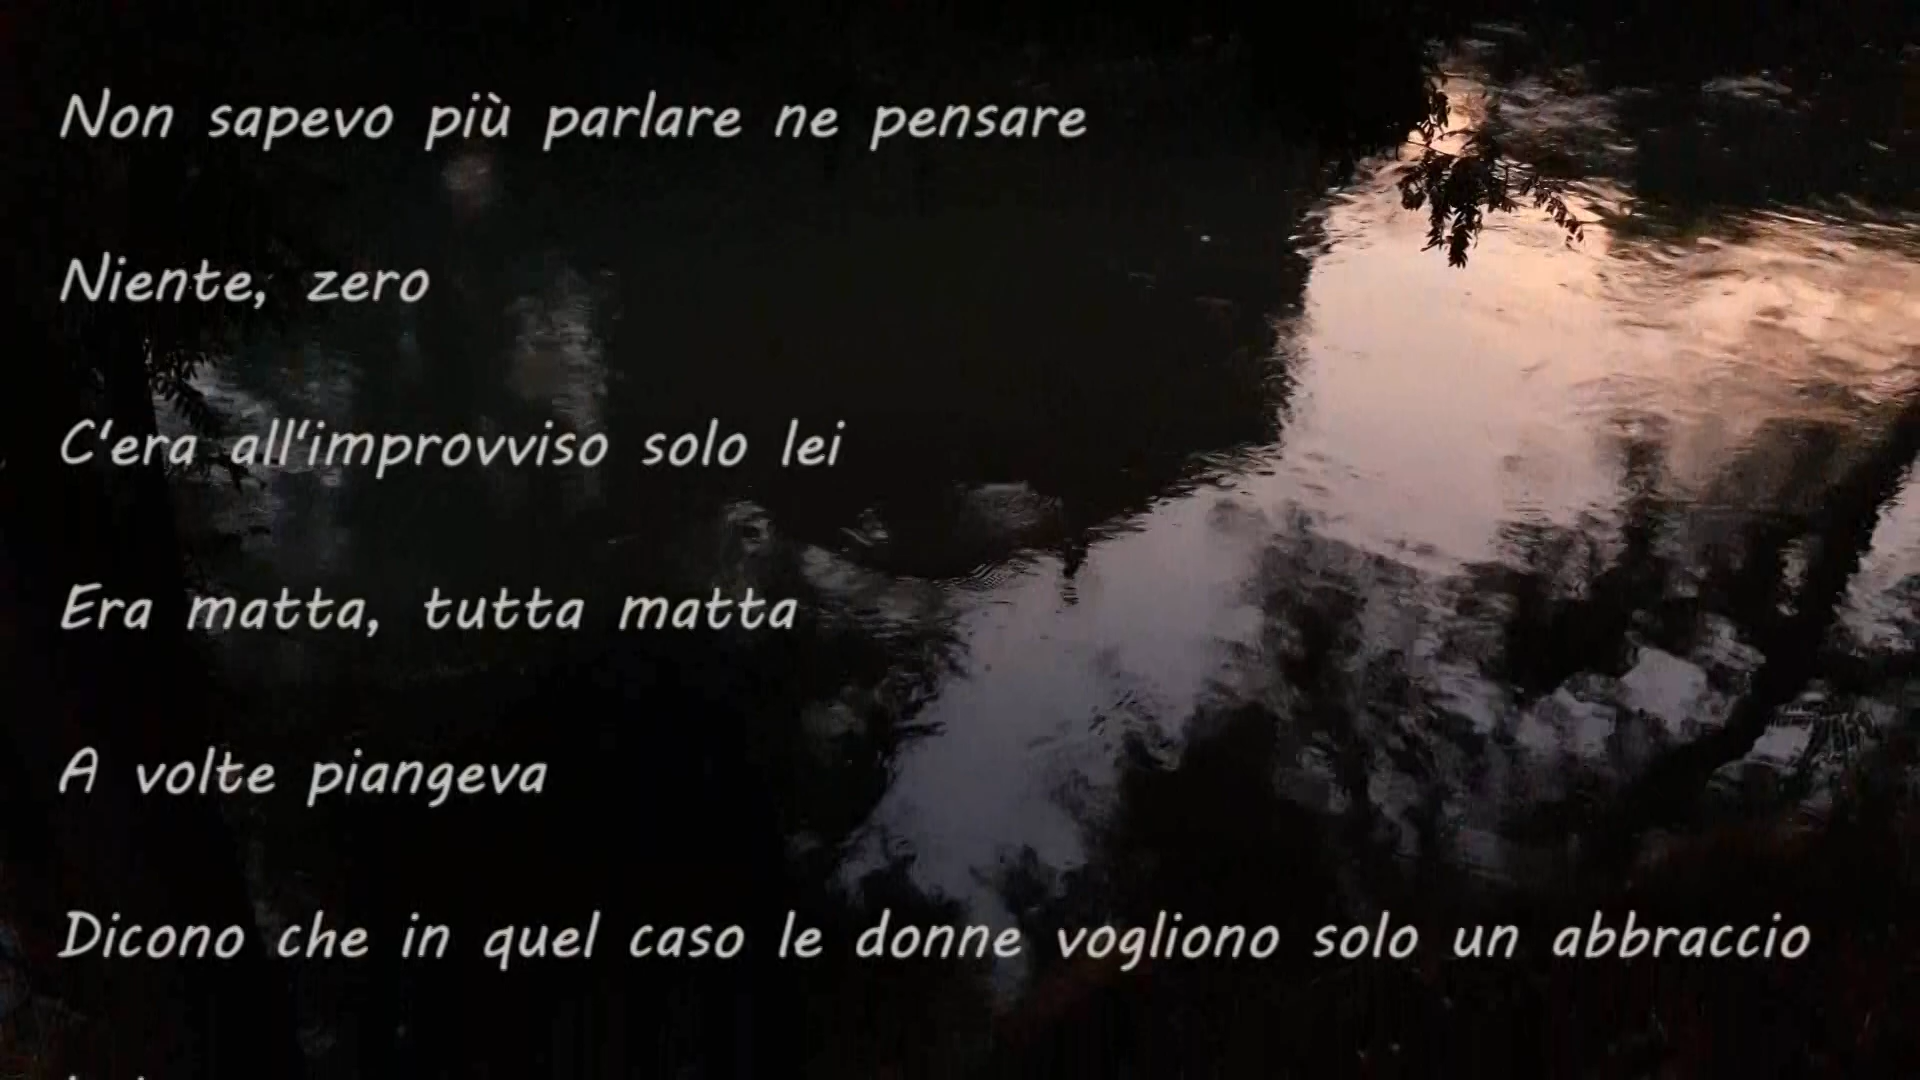 Non sapevo più parlare ne pensare
Niente, zero
C'era all'improvviso solo lei
Era matta, tutta matta
A volte piangeva
Dicono che in quel caso le donne vogliono solo un abbraccio